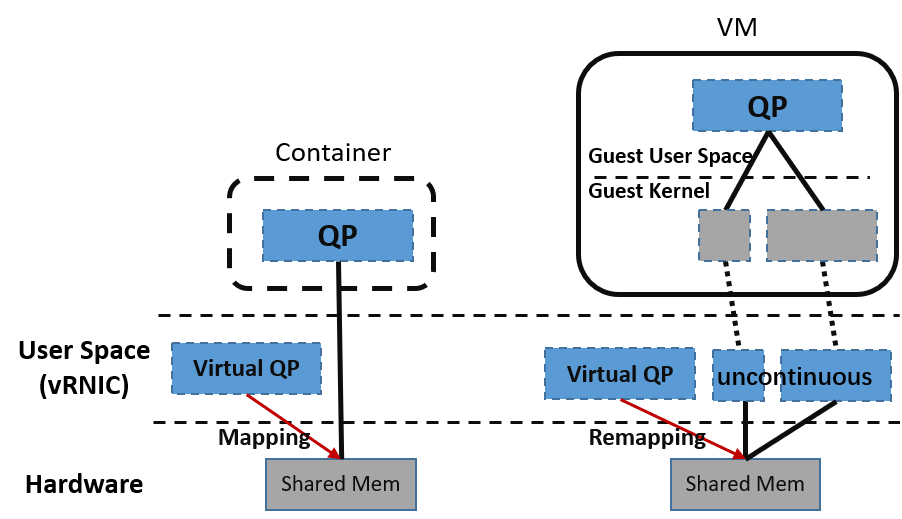 VM
QP
Container
Guest User Space
Guest Kernel
QP
User Space
(vRNIC)
Virtual QP
Virtual QP
uncontinuous
Mapping
Remapping
Hardware
Shared Mem
Shared Mem